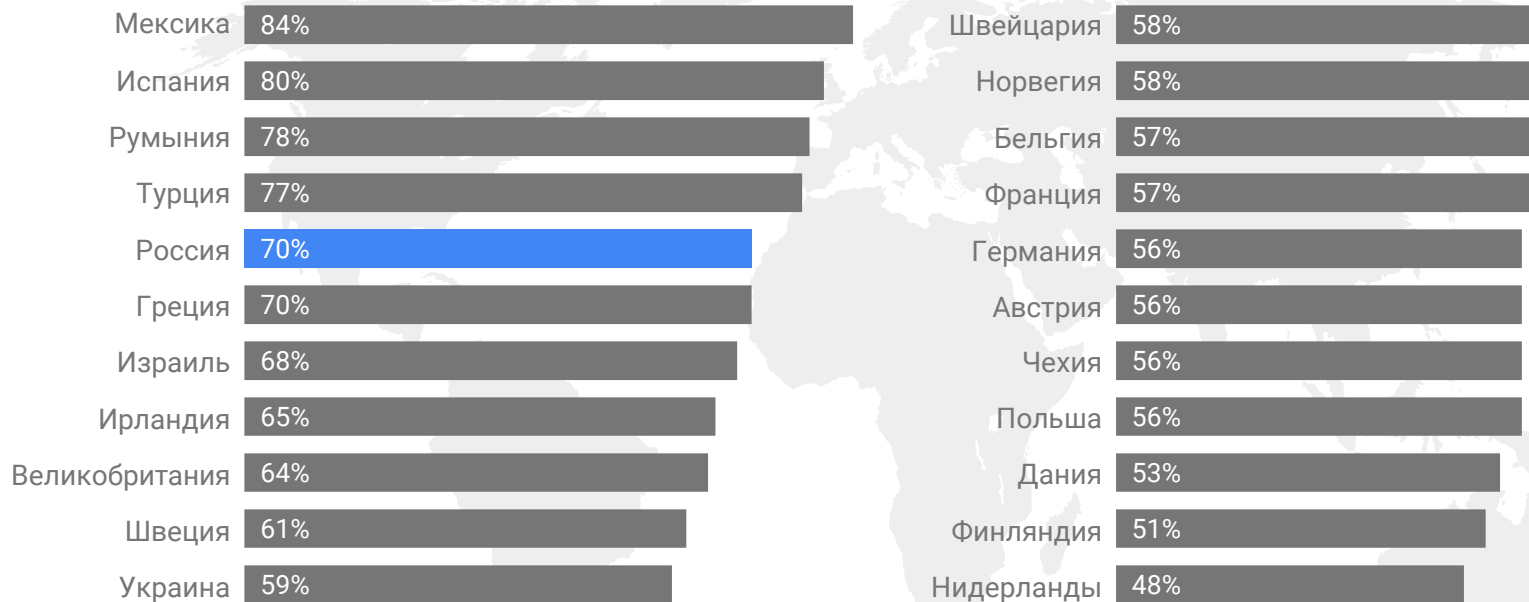 Мексика 84%
Испания 80%
Румыния 78%
Турция 77%
Россия 70%
Греция 70%
Израиль 68%
Ирландия 65%
Великобритания 64%
Швеция 61%
Украина 59%
Швейцария 58%
Норвегия 58%
Бельгия 57%
Франция 57%
Германия 56%
Австрия 56%
Чехия 56%
Польша 56%
Дания 53%
Финляндия 51%
Нидерланды 48%